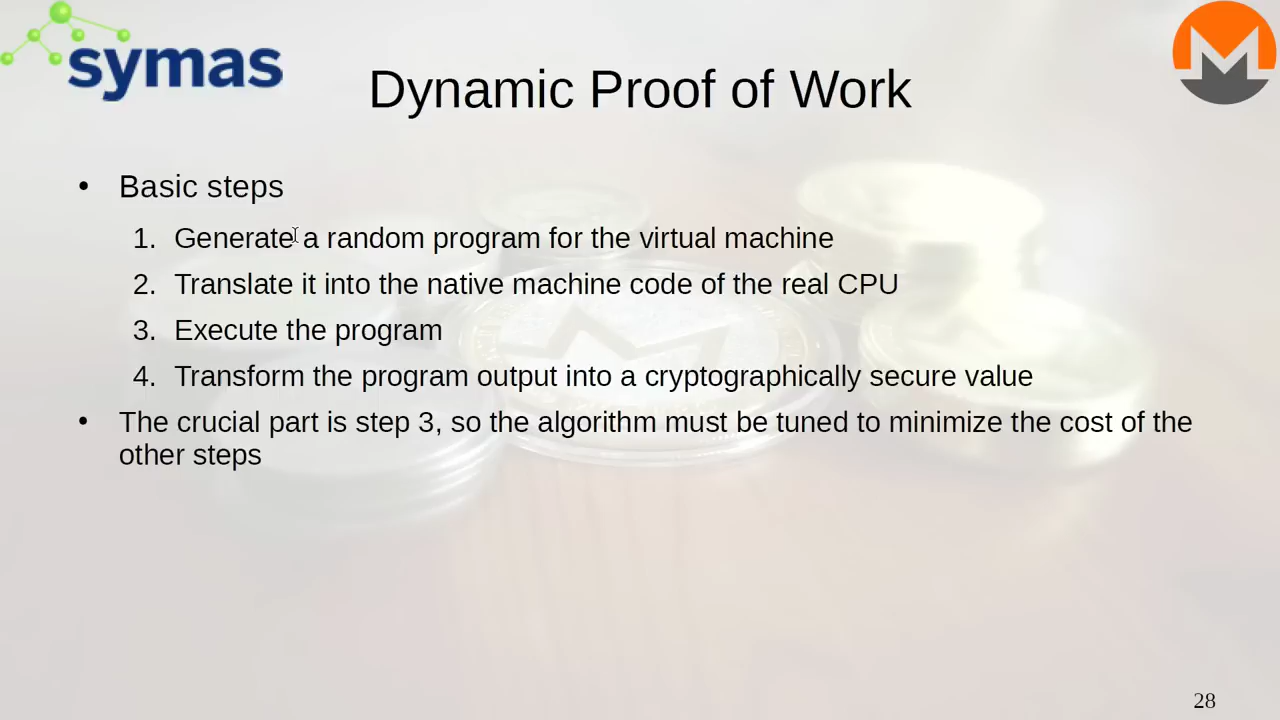 symas
Dynamic Proof of Work
• Basic steps
1. Generate a random program for the virtual machine
2. Translate it into the native machine code of the real CPU
3. Execute the program
4. Transform the program output into a cryptographically secure value
• The crucial part is step 3, so the algorithm must be tuned to minimize the cost of the
other steps
28